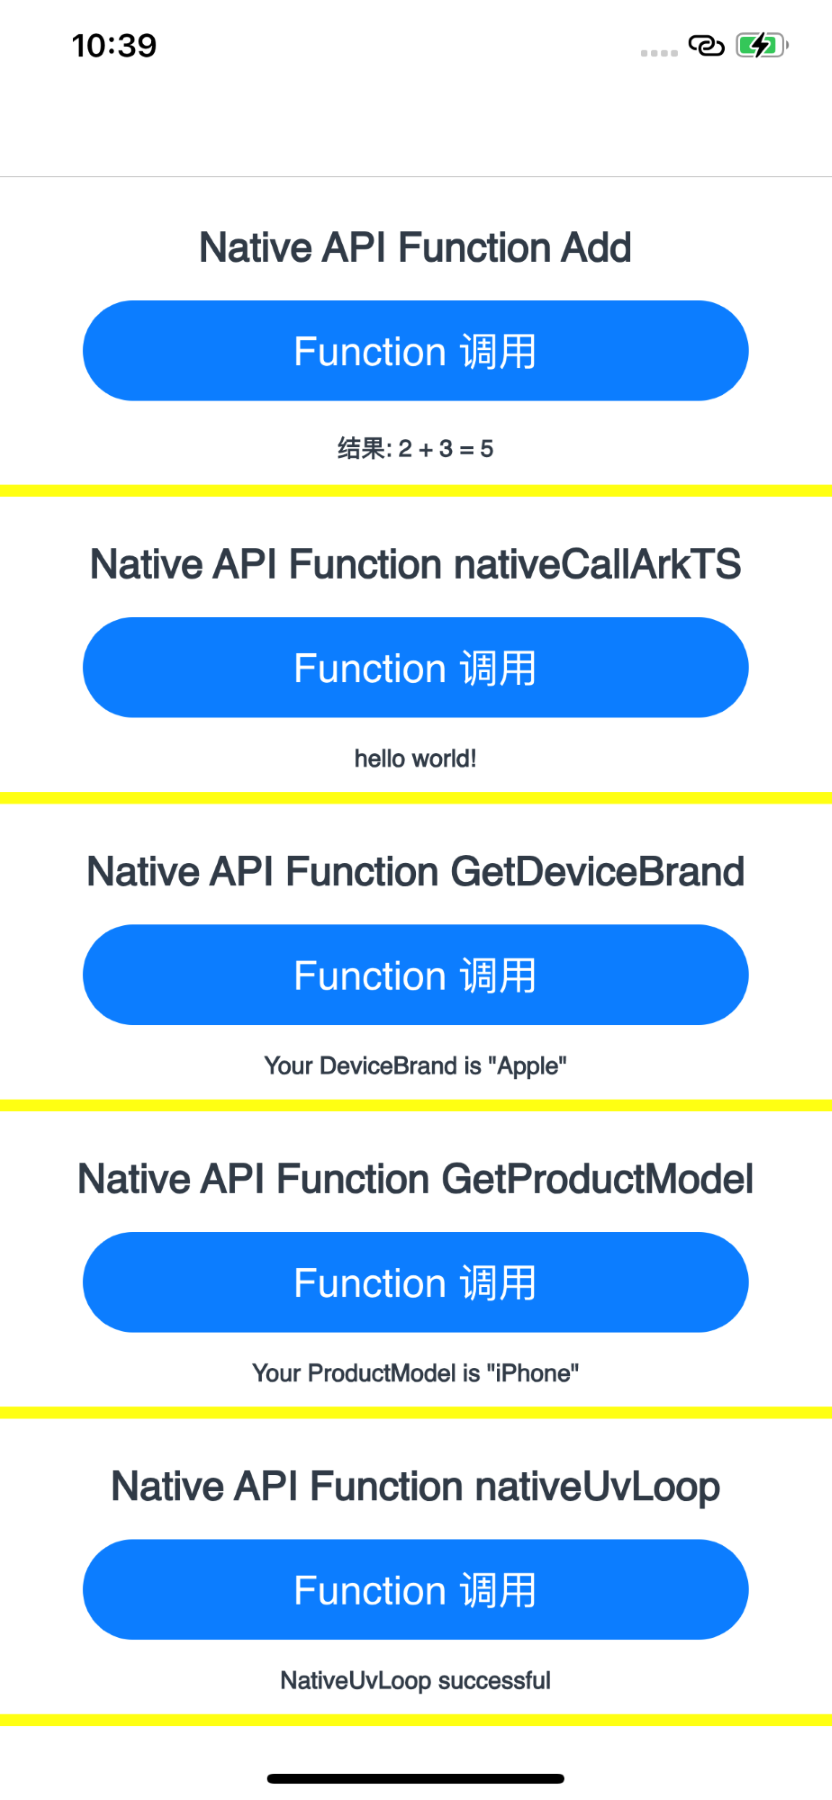 10:39
Native API Function Add
Function 调用
结果: 2 + 3 = 5
Native API Function nativeCallArkTS
Function 调用
hello world!
Native API Function GetDeviceBrand
Function 调用
Your DeviceBrand is "Apple"
Native API Function GetProductModel
Function 调用
Your ProductModel is "iPhone"
Native API Function nativeUvLoop
Function 调用
NativeUvLoop successful